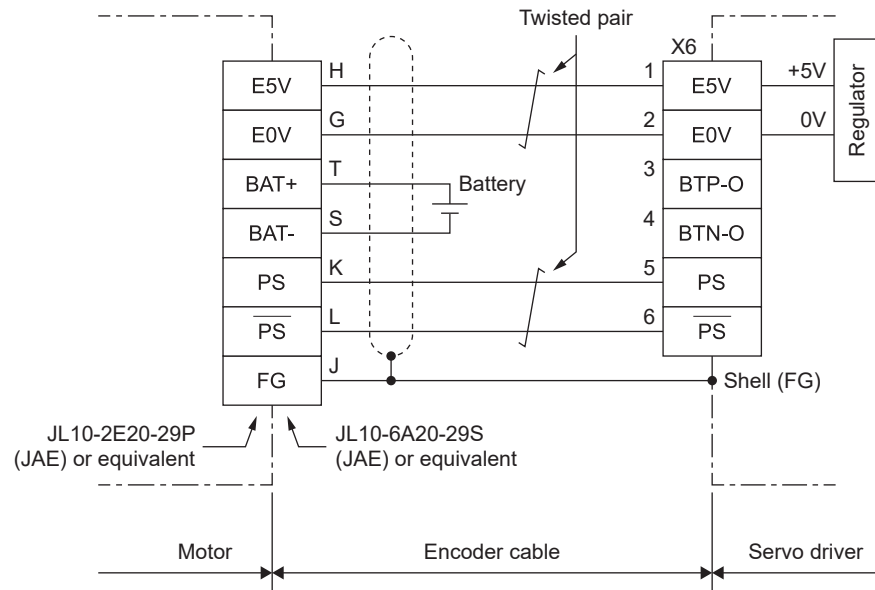 Twisted pair
X6
E5V H 1 E5V +5V
E0V G 2 E0V 0V
Regulator
BAT+ T Battery 3 BTP-O
BAT- S 4 BTN-O
PS K 5 PS
P̅S̅ L 6 P̅S̅
FG J Shell (FG)
JL10-2E20-29P
(JAE) or equivalent
JL10-6A20-29S
(JAE) or equivalent
Motor Encoder cable Servo driver